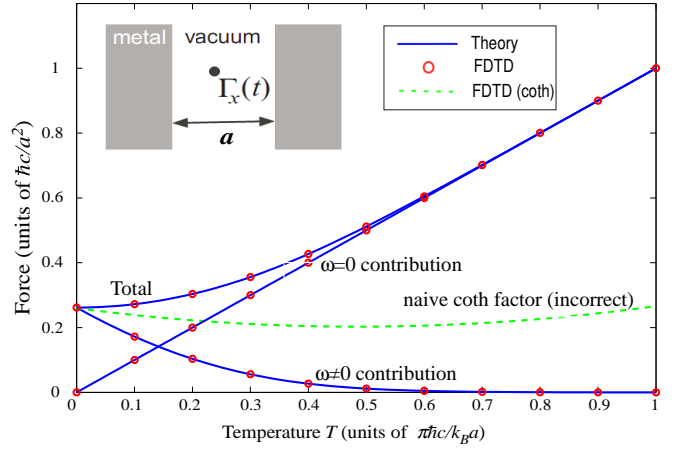 metal vacuum
Γx(t)
a
Theory
FDTD
FDTD (coth)
Force (units of ℏc/a²)
1
0.8
0.6
0.4
0.2
0
Total
ω=0 contribution
naive coth factor (incorrect)
ω≠0 contribution
0 0.1 0.2 0.3 0.4 0.5 0.6 0.7 0.8 0.9 1
Temperature T (units of πℏc/kBa)